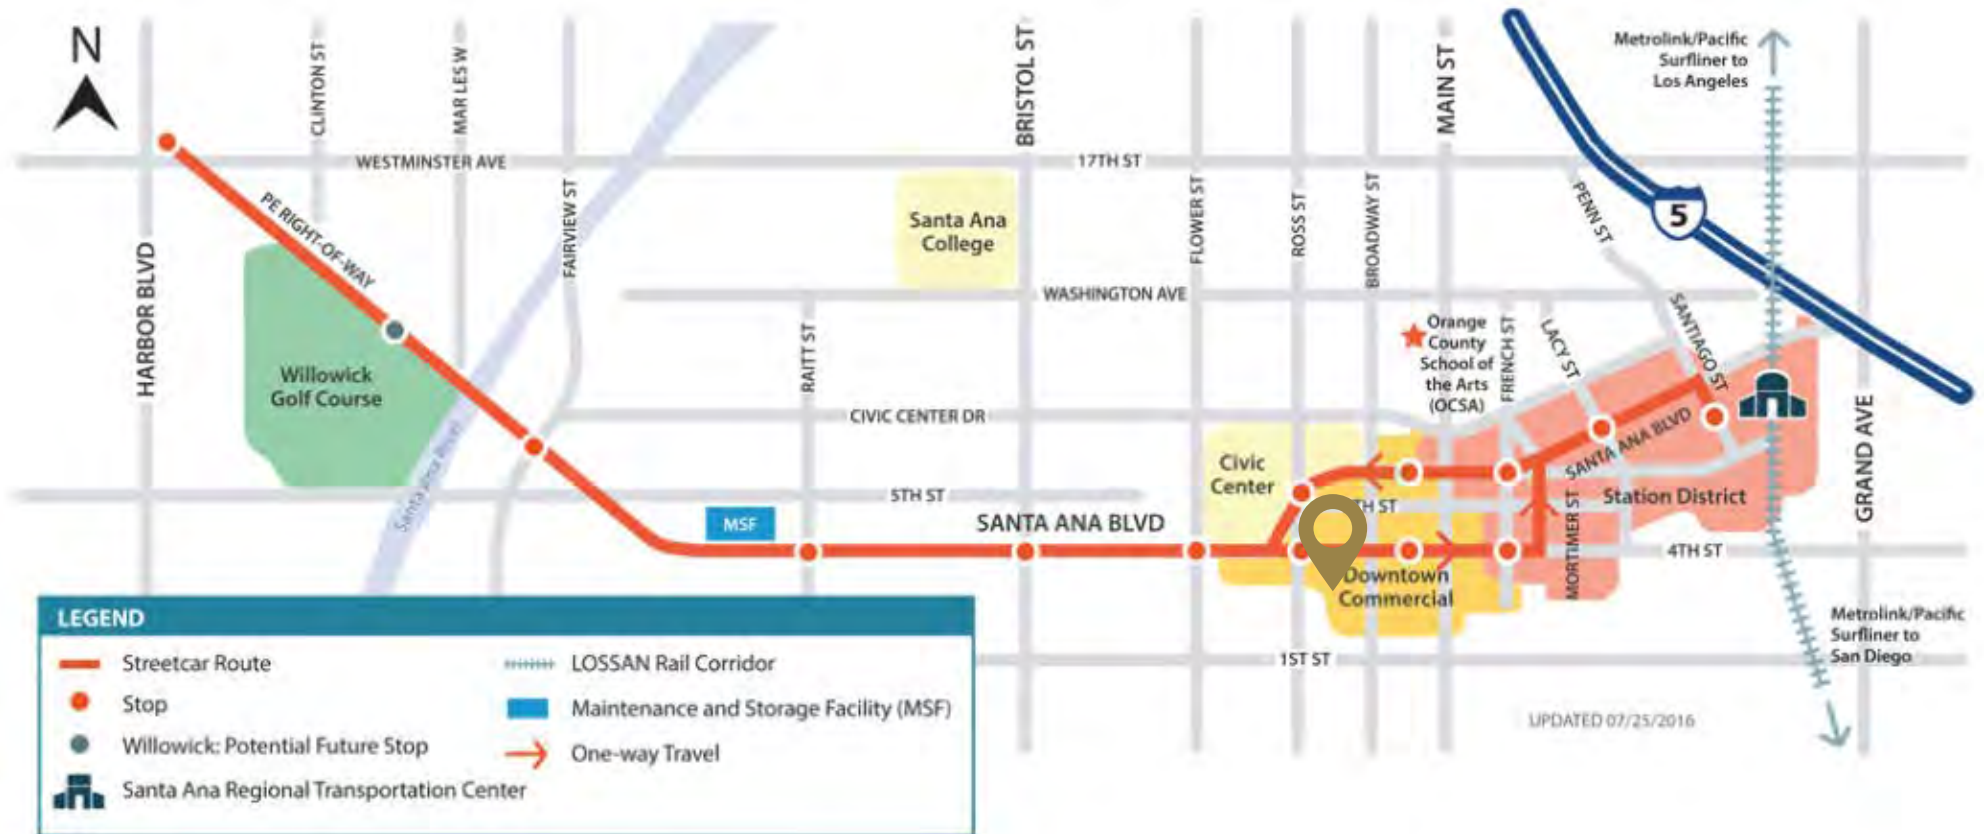 N
CLINTON ST
MAR LES W
BRISTOL ST
MAIN ST
Metrolink/Pacific
Surfliner to
Los Angeles
WESTMINSTER AVE
17TH ST
PE RIGHT-OF-WAY
FAIRVIEW ST
Santa Ana
College
FLOWER ST
ROSS ST
BROADWAY ST
PENN ST
5
HARBOR BLVD
WASHINGTON AVE
Willowick
Golf Course
RAITT ST
Orange
County
School of
the Arts
(OCSA)
FRENCH ST
LACY ST
SANTIAGO ST
CIVIC CENTER DR
Santa Ana River
Civic
Center
SANTA ANA BLVD
GRAND AVE
5TH ST
TH ST
Station District
MSF
SANTA ANA BLVD
MORTIMER ST
4TH ST
Downtown
Commercial
1ST ST
Metrolink/Pacific
Surfliner to
San Diego
UPDATED 07/25/2016
LEGEND
Streetcar Route
Stop
Willowick: Potential Future Stop
Santa Ana Regional Transportation Center
LOSSAN Rail Corridor
Maintenance and Storage Facility (MSF)
One-way Travel